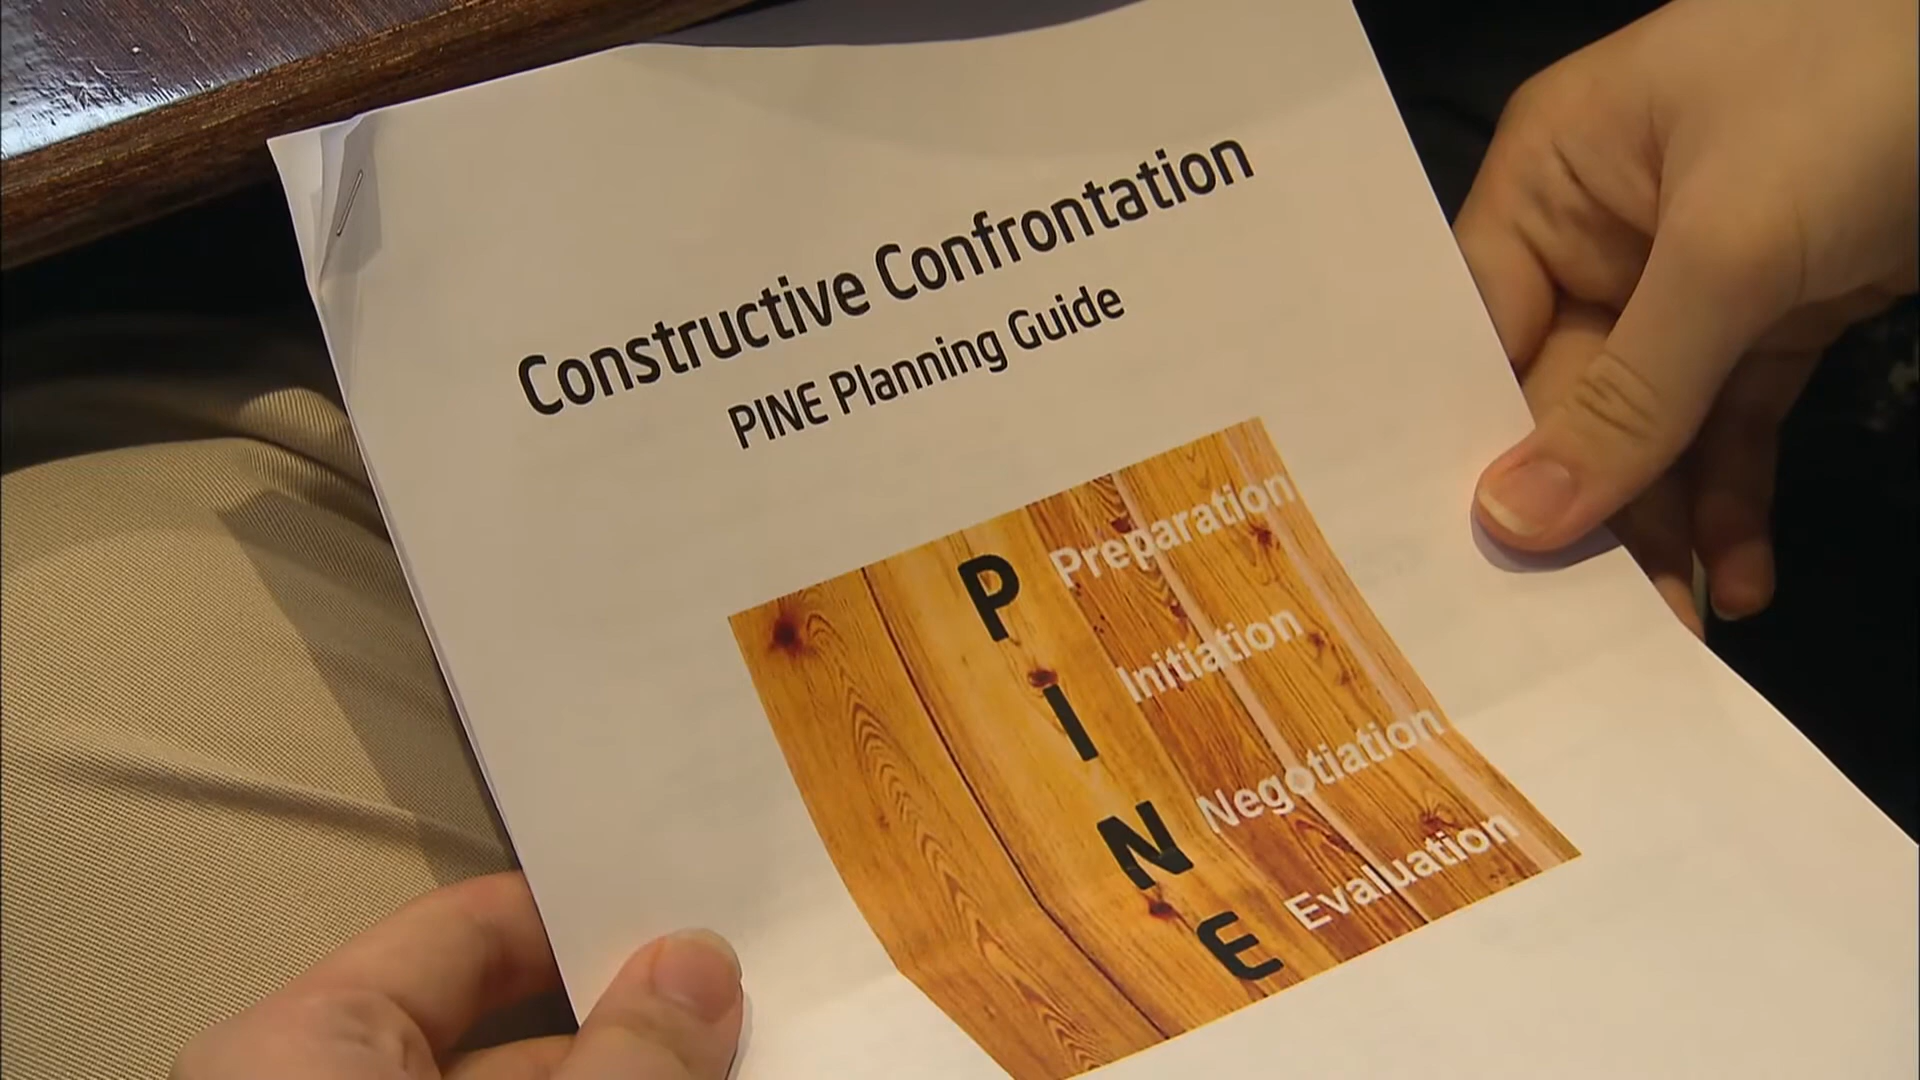 Constructive Confrontation
PINE Planning Guide
P Preparation
I Initiation
N Negotiation
E Evaluation